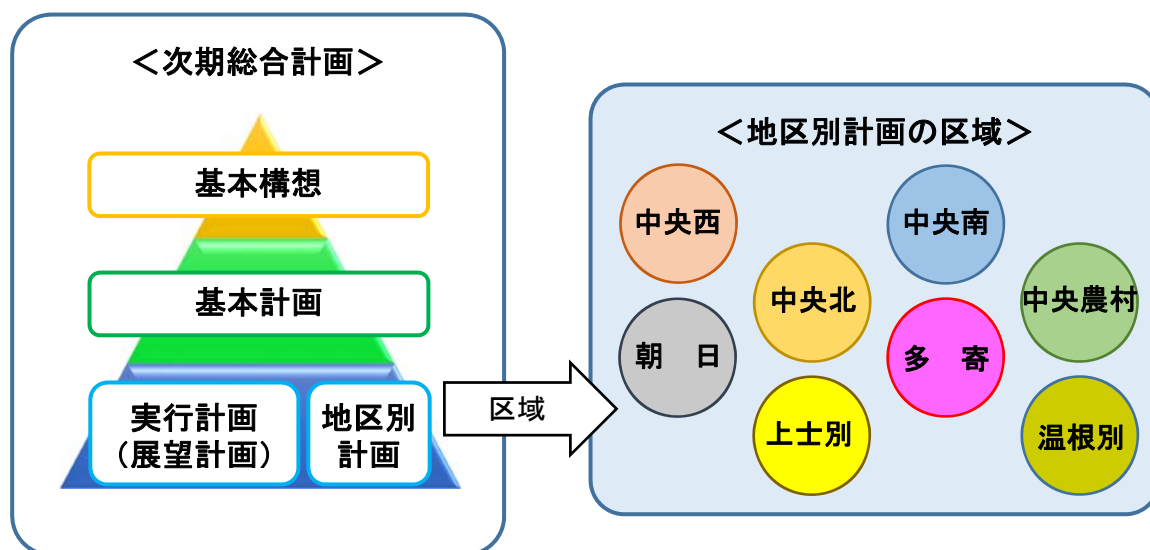 ＜次期総合計画＞
基本構想
基本計画
実行計画
（展望計画）
地区別
計画
区域
＜地区別計画の区域＞
中央西
中央南
中央北
中央農村
朝　日
多　寄
上士別
温根別